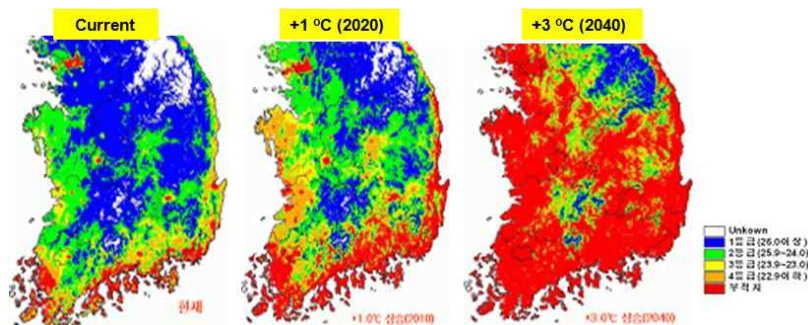 Current
+1 ºC (2020)
+3 ºC (2040)
현재
+1.0℃ 상승(2010)
+3.0℃ 상승(2040)
Unkown
1등급(26.0이상)
2등급(25.9~24.0)
3등급(23.9~23.0)
4등급(22.9이하)
부적지